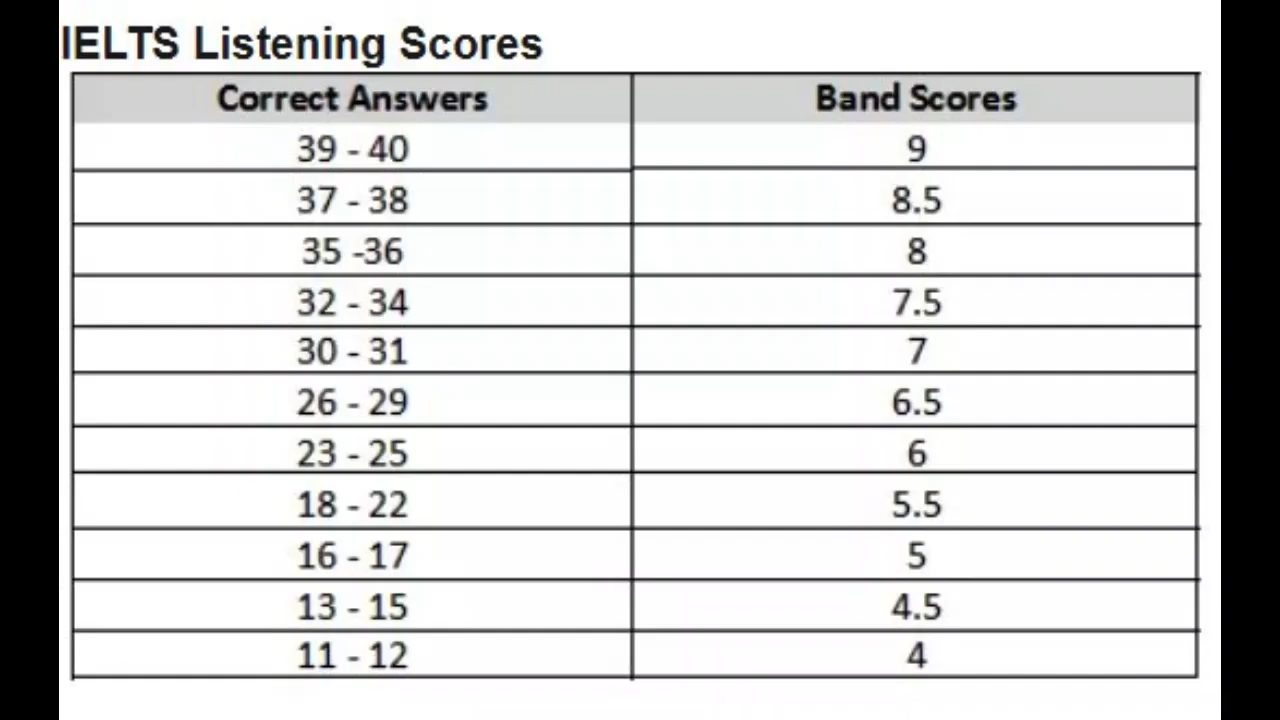 IELTS Listening Scores
Correct Answers Band Scores
39 - 40 9
37 - 38 8.5
35 -36 8
32 - 34 7.5
30 - 31 7
26 - 29 6.5
23 - 25 6
18 - 22 5.5
16 - 17 5
13 - 15 4.5
11 - 12 4